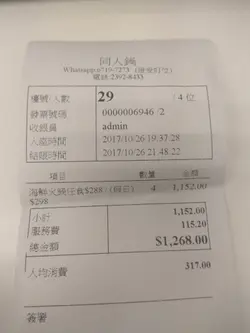 同人鍋
Whatsapp:6719-7273
電話:2392-8433
檯號/人數 29 / 4 位
發票號碼 0000006946 /2
收銀員 admin
入座時間 2017/10/26 19:37:28
結賬時間 2017/10/26 21:48:22
項目 數量 金額
海鮮火鍋任食$288 4 1,152.00
$298
小計 1,152.00
服務費 115.20
總金額 $1,268.00
人均消費 317.00
簽署